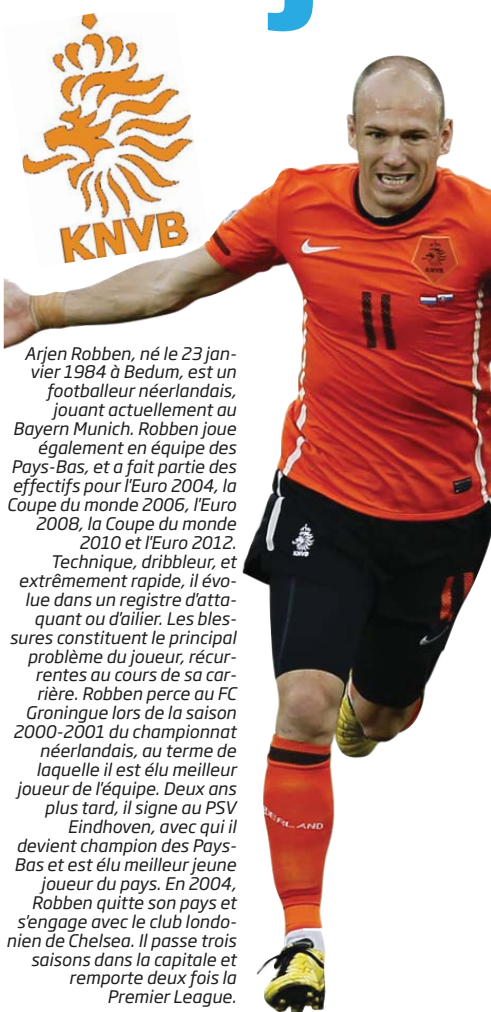 J
KNVB
KNVB
11
Arjen Robben, né le 23 jan-
vier 1984 à Bedum, est un
footballeur néerlandais,
jouant actuellement au
Bayern Munich. Robben joue
également en équipe des
Pays-Bas, et a fait partie des
effectifs pour l'Euro 2004, la
Coupe du monde 2006, l'Euro
2008, la Coupe du monde
2010 et l'Euro 2012.
Technique, dribbleur, et
extrêmement rapide, il évo-
lue dans un registre d'atta-
quant ou d'ailier. Les bles-
sures constituent le principal
problème du joueur, récur-
rentes au cours de sa car-
rière. Robben perce au FC
Groningue lors de la saison
2000-2001 du championnat
néerlandais, au terme de
laquelle il est élu meilleur
joueur de l'équipe. Deux ans
plus tard, il signe au PSV
Eindhoven, avec qui il
devient champion des Pays-
Bas et est élu meilleur jeune
joueur du pays. En 2004,
Robben quitte son pays et
s'engage avec le club londo-
nien de Chelsea. Il passe trois
saisons dans la capitale et
remporte deux fois la
Premier League.
KNVB
DERLAND